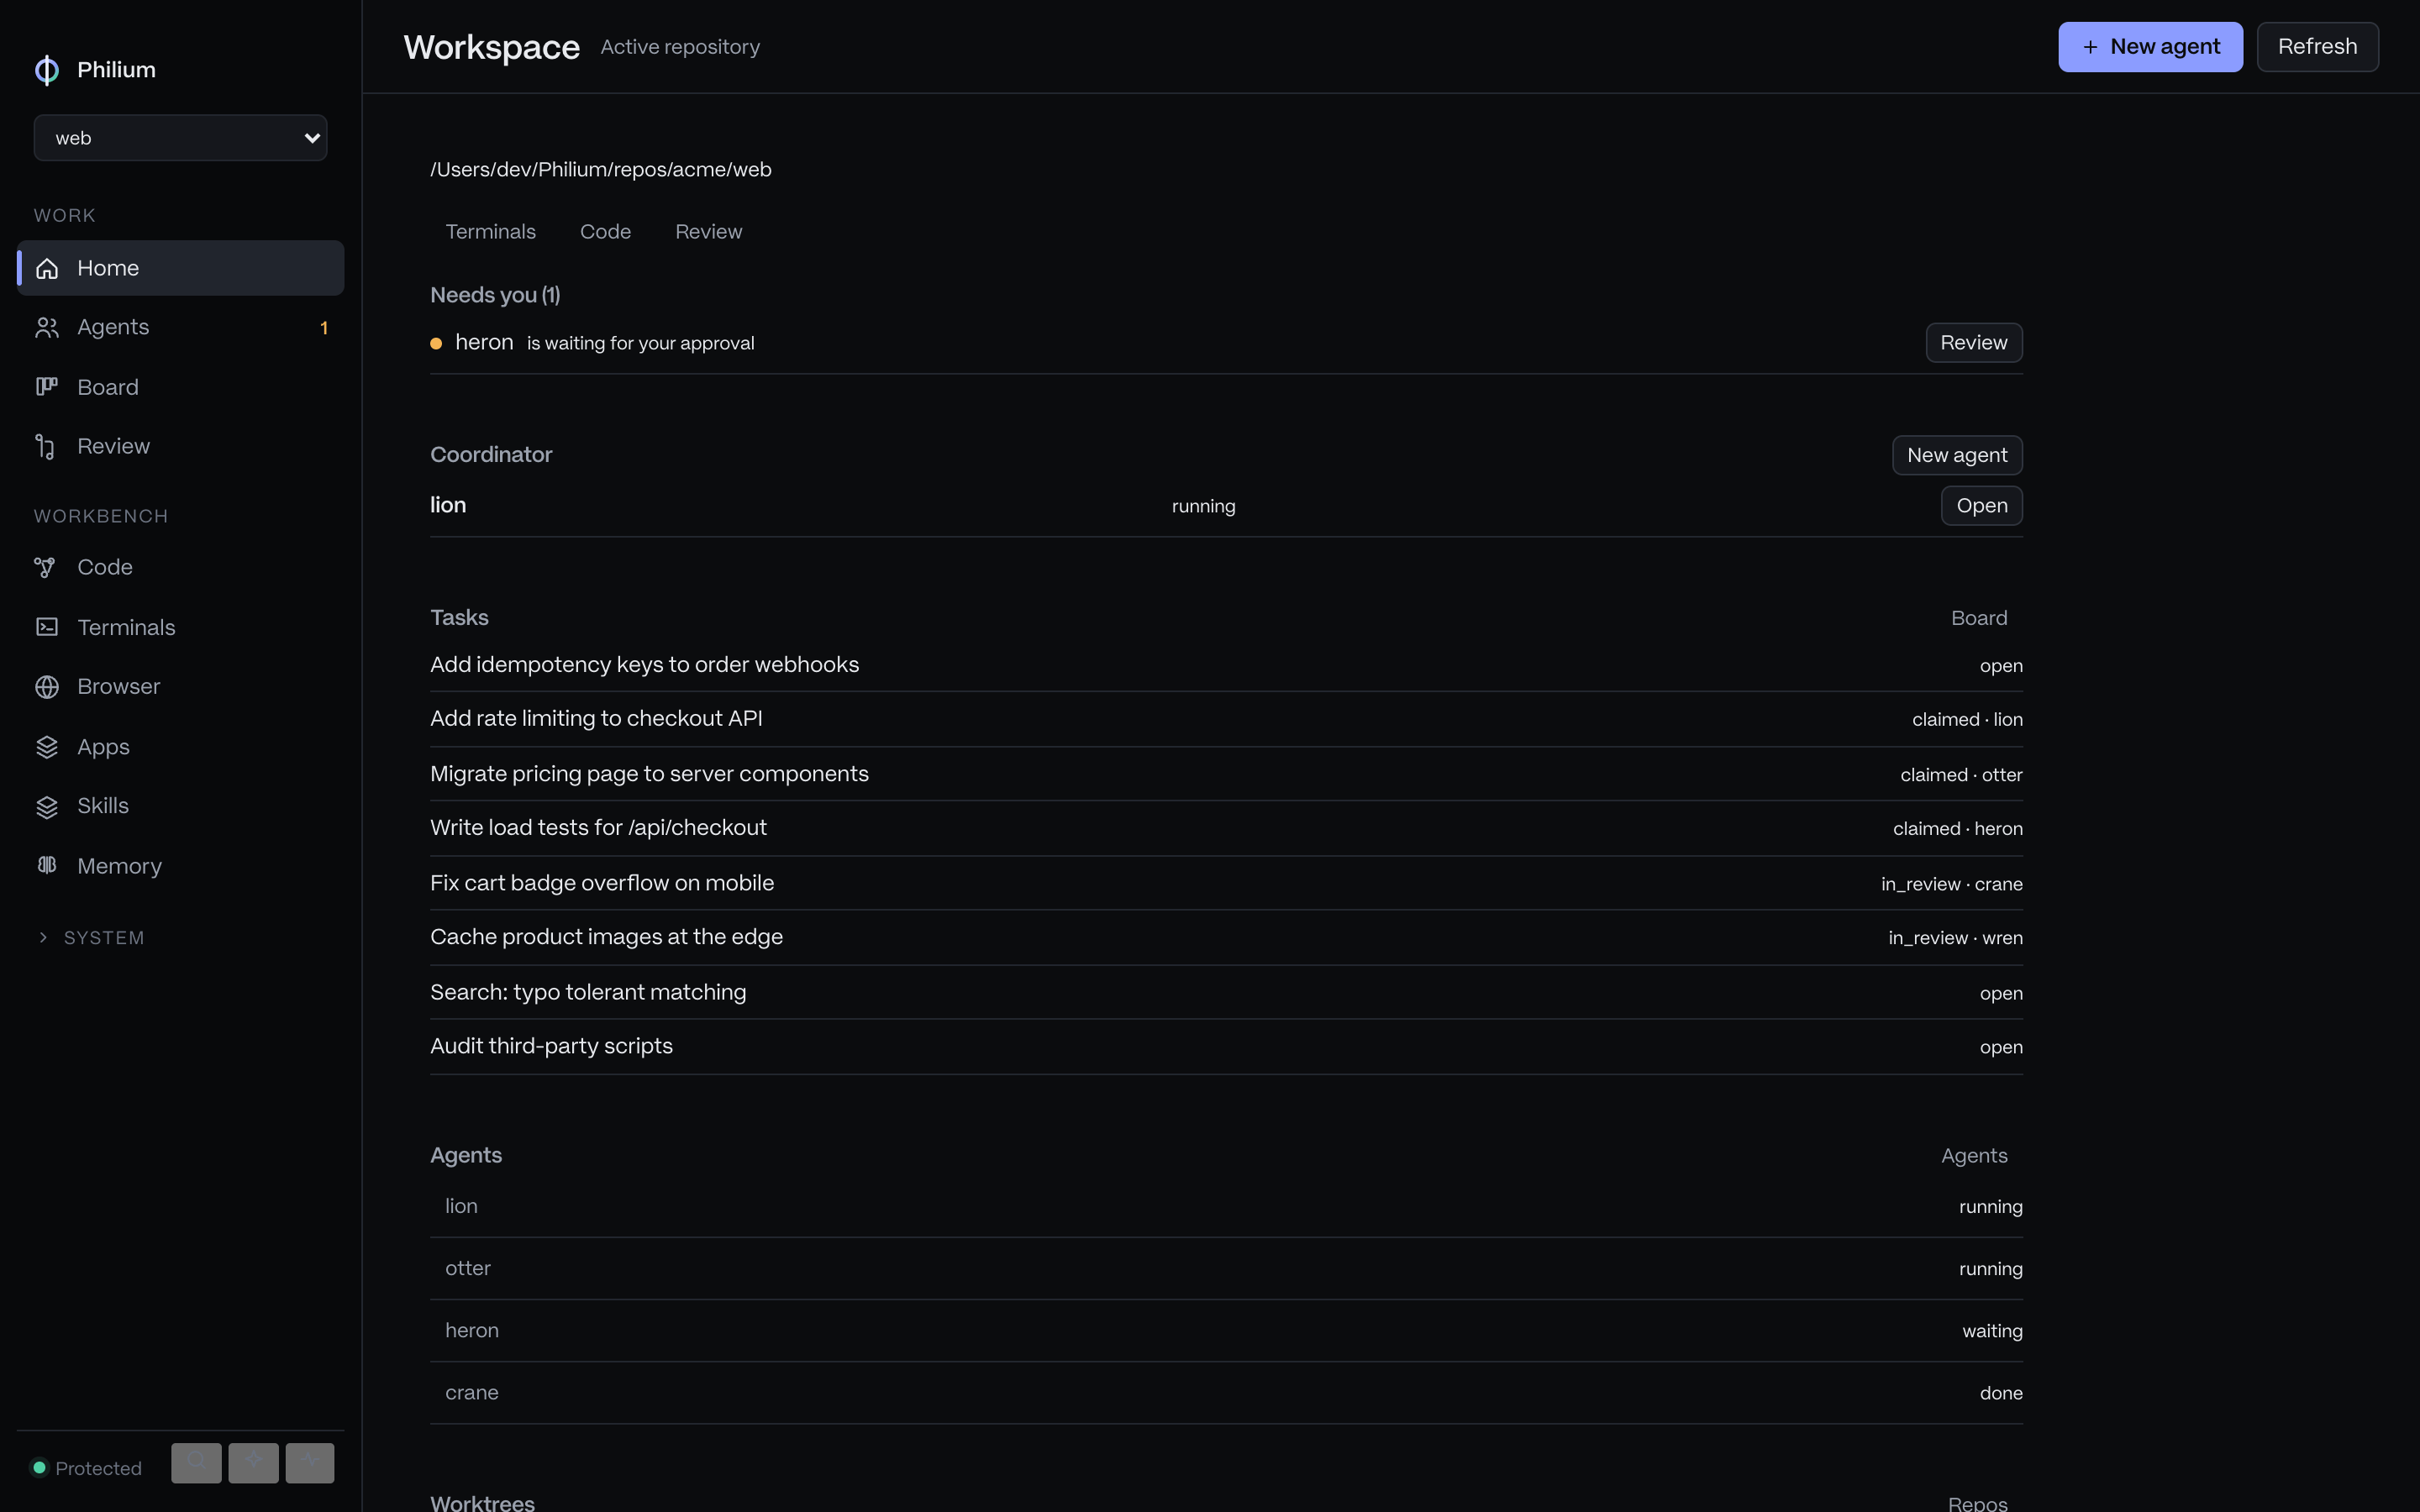 Philium
web
WORK
Home
Agents 1
Board
Review
WORKBENCH
Code
Terminals
Browser
Apps
Skills
Memory
SYSTEM
Protected
Workspace Active repository
+ New agent Refresh
/Users/dev/Philium/repos/acme/web
Terminals Code Review
Needs you (1)
heron is waiting for your approval Review
Coordinator New agent
lion running Open
Tasks Board
Add idempotency keys to order webhooks open
Add rate limiting to checkout API claimed · lion
Migrate pricing page to server components claimed · otter
Write load tests for /api/checkout claimed · heron
Fix cart badge overflow on mobile in_review · crane
Cache product images at the edge in_review · wren
Search: typo tolerant matching open
Audit third-party scripts open
Agents Agents
lion running
otter running
heron waiting
crane done
Worktrees Repos